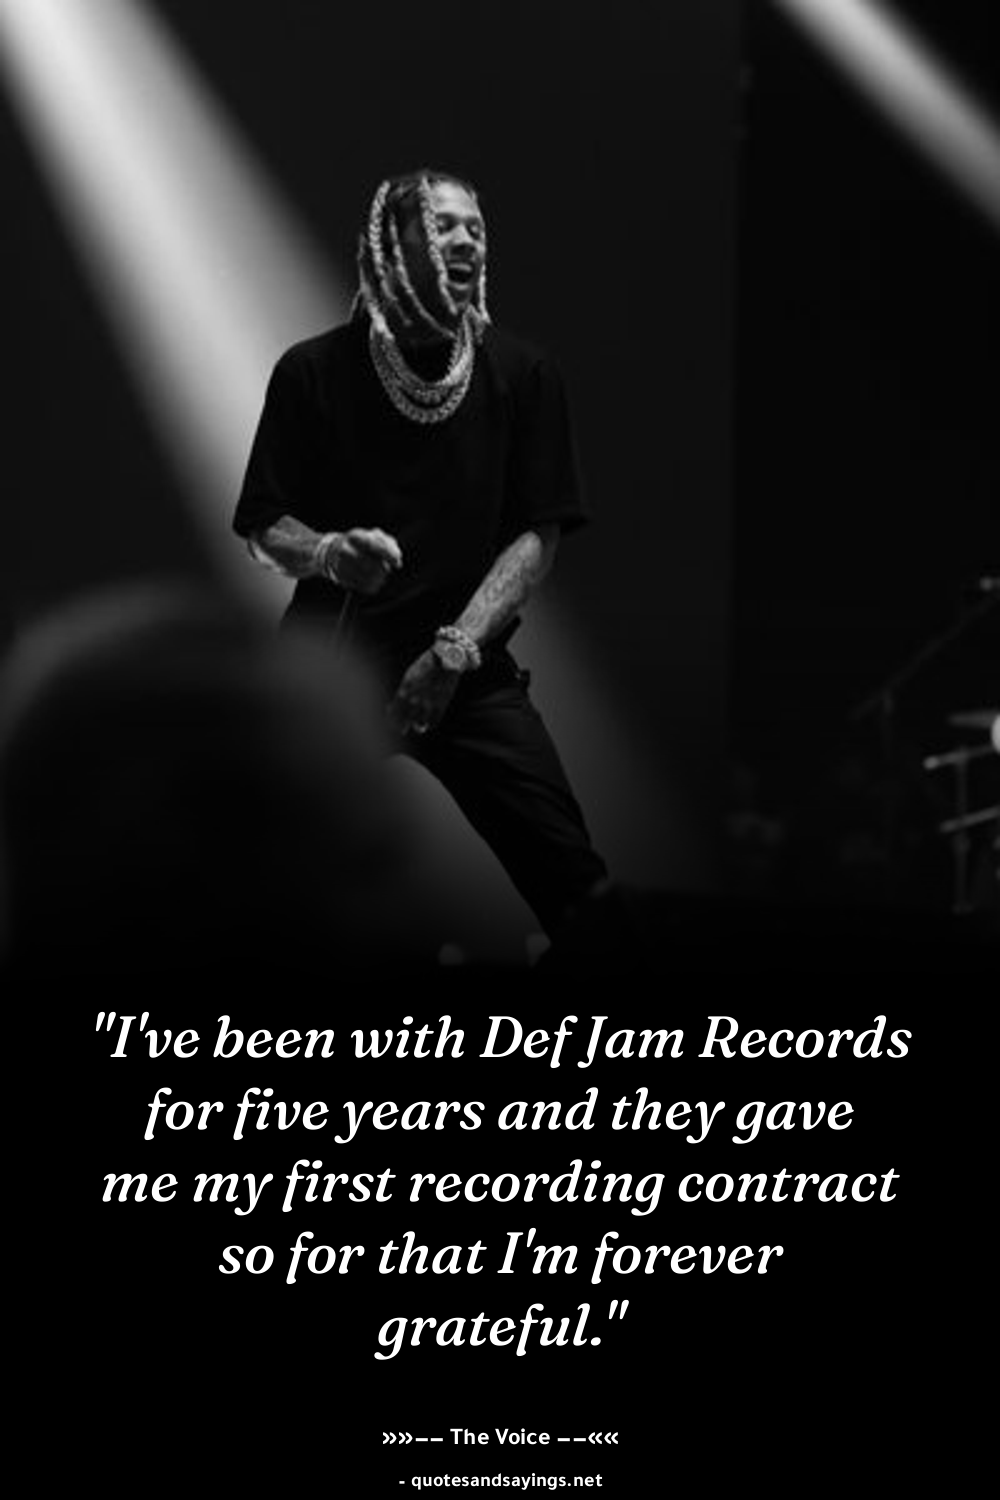 "I've been with Def Jam Records
for five years and they gave
me my first recording contract
so for that I'm forever
grateful."
»»–– The Voice ––««
- quotesandsayings.net